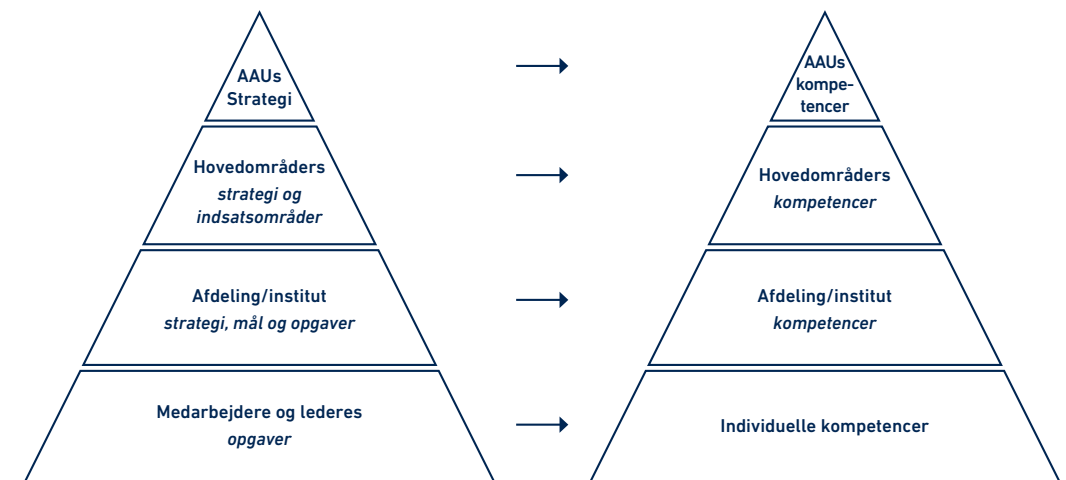 AAUs
Strategi
Hovedområders
strategi og
indsatsområder
Afdeling/institut
strategi, mål og opgaver
Medarbejdere og lederes
opgaver
AAUs
kompe-
tencer
Hovedområders
kompetencer
Afdeling/institut
kompetencer
Individuelle kompetencer